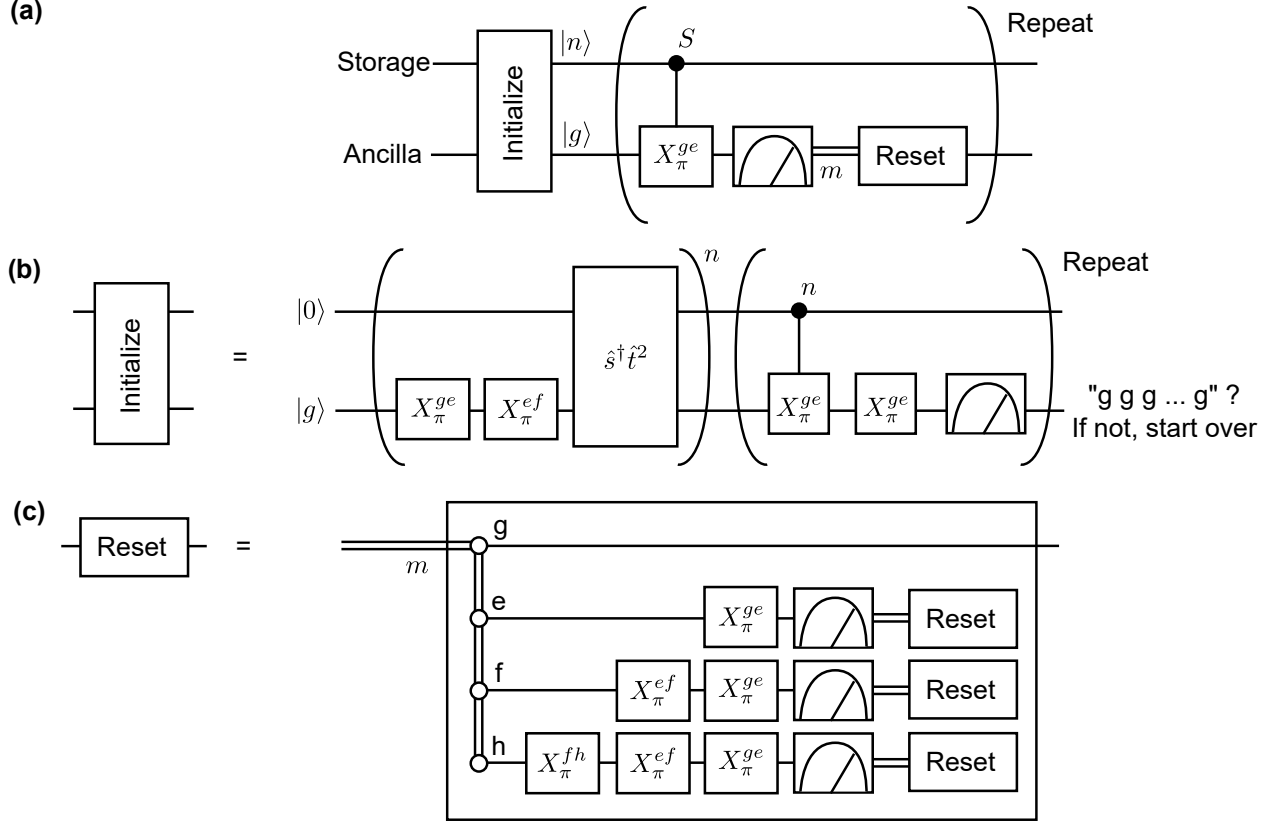 (a)
Repeat
Storage
Initialize
|n⟩
S
Ancilla
|g⟩
X_π^{ge}
m
Reset
(b)
Repeat
Initialize
=
|0⟩
n
n
ŝ†t̂²
|g⟩
X_π^{ge}
X_π^{ef}
X_π^{ge}
X_π^{ge}
"g g g ... g" ?
If not, start over
(c)
Reset
=
m
g
e
X_π^{ge}
Reset
f
X_π^{ef}
X_π^{ge}
Reset
h
X_π^{fh}
X_π^{ef}
X_π^{ge}
Reset